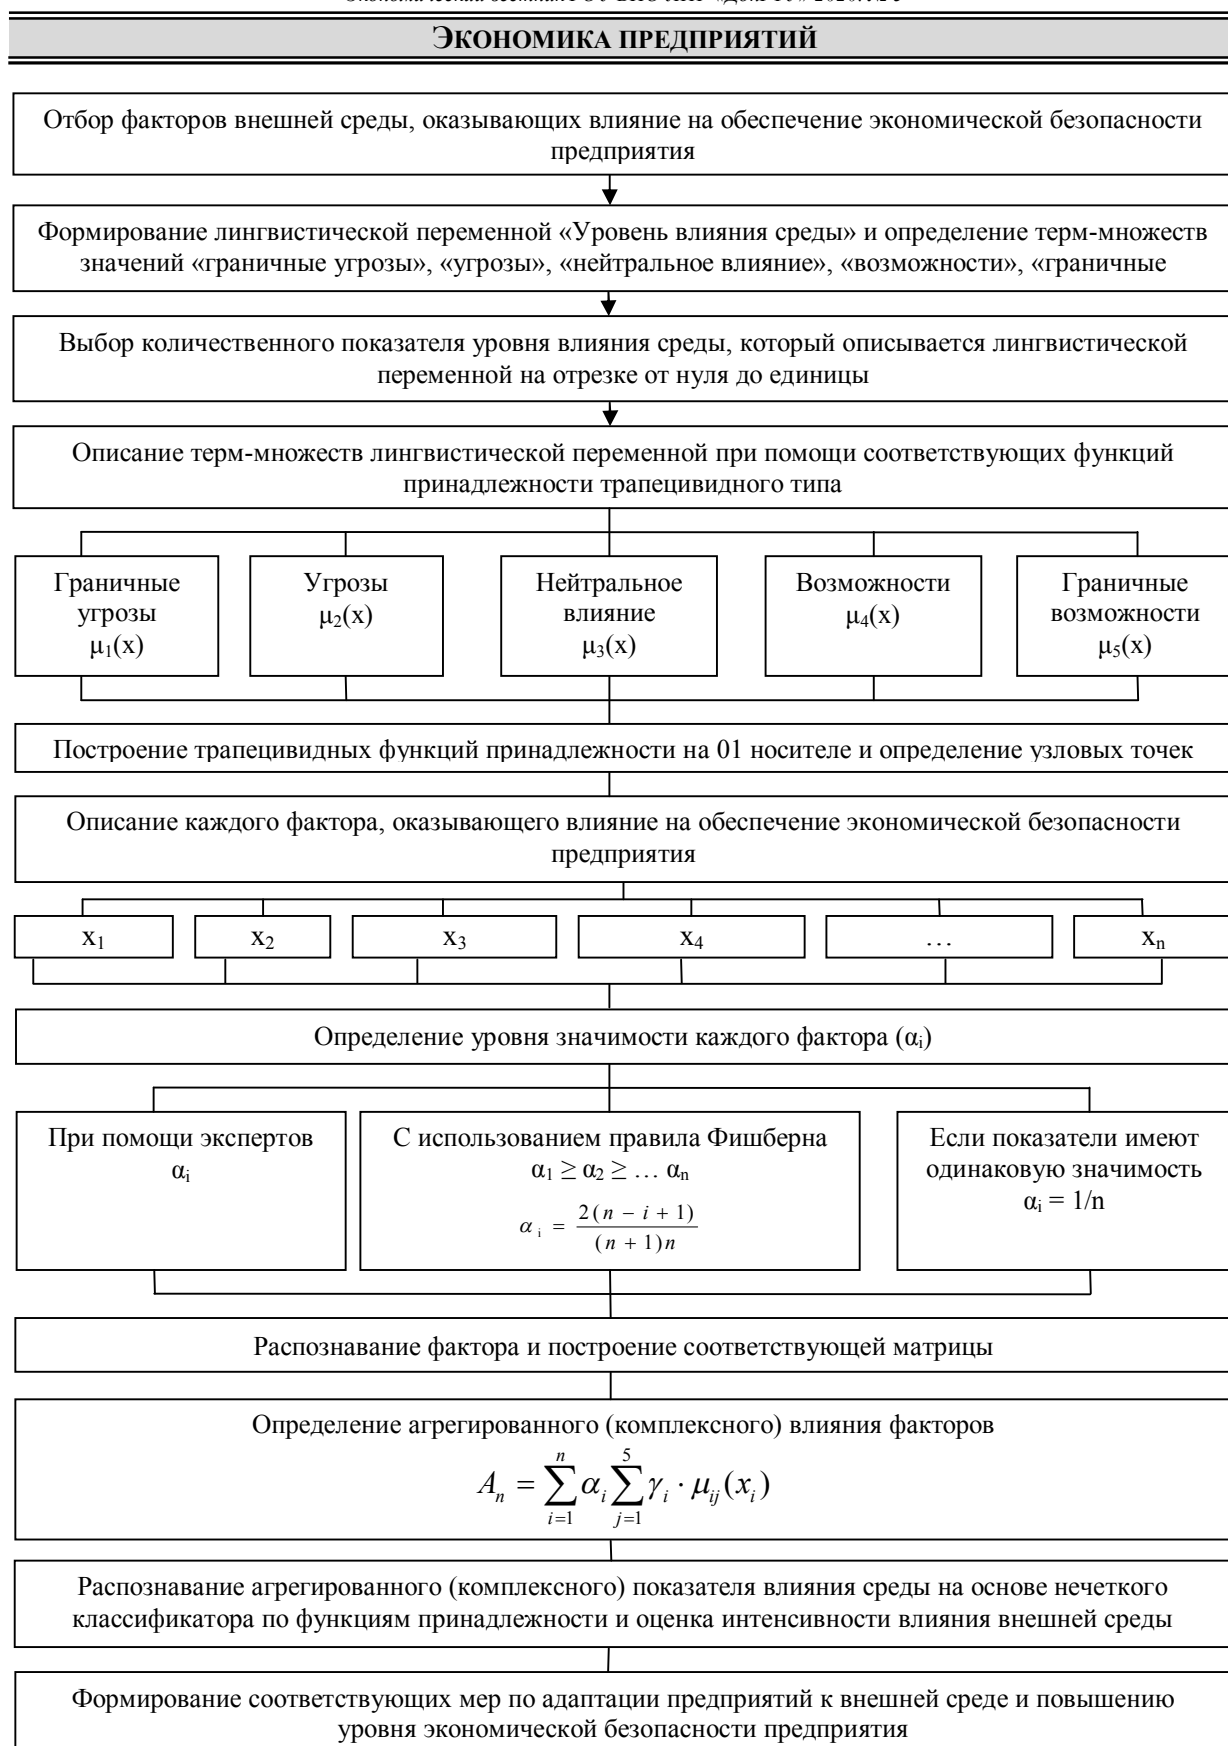 ЭКОНОМИКА ПРЕДПРИЯТИЙ
Отбор факторов внешней среды, оказывающих влияние на обеспечение экономической безопасности
предприятия
Формирование лингвистической переменной «Уровень влияния среды» и определение терм-множеств
значений «граничные угрозы», «угрозы», «нейтральное влияние», «возможности», «граничные
Выбор количественного показателя уровня влияния среды, который описывается лингвистической
переменной на отрезке от нуля до единицы
Описание терм-множеств лингвистической переменной при помощи соответствующих функций
принадлежности трапецивидного типа
Граничные
угрозы
μ₁(x)
Угрозы
μ₂(x)
Нейтральное
влияние
μ₃(x)
Возможности
μ₄(x)
Граничные
возможности
μ₅(x)
Построение трапецивидных функций принадлежности на 01 носителе и определение узловых точек
Описание каждого фактора, оказывающего влияние на обеспечение экономической безопасности
предприятия
x₁ x₂ x₃ x₄ … xₙ
Определение уровня значимости каждого фактора (αᵢ)
При помощи экспертов
αᵢ
С использованием правила Фишберна
α₁ ≥ α₂ ≥ … αₙ
α ᵢ = 2(n − i + 1) / (n + 1)n
Если показатели имеют
одинаковую значимость
αᵢ = 1/n
Распознавание фактора и построение соответствующей матрицы
Определение агрегированного (комплексного) влияния факторов
Aₙ = ∑ᵢ₌₁ⁿ αᵢ ∑ⱼ₌₁⁵ γᵢ · μᵢⱼ(xᵢ)
Распознавание агрегированного (комплексного) показателя влияния среды на основе нечеткого
классификатора по функциям принадлежности и оценка интенсивности влияния внешней среды
Формирование соответствующих мер по адаптации предприятий к внешней среде и повышению
уровня экономической безопасности предприятия